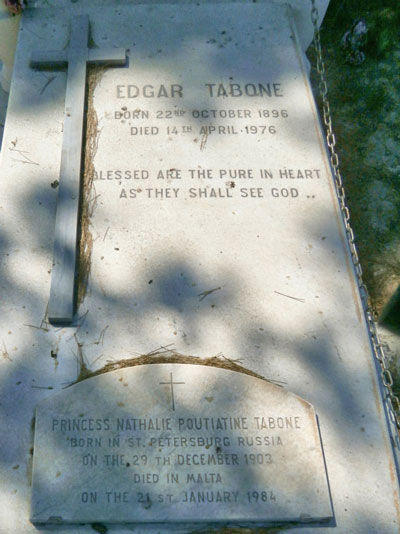 EDGAR TABONE
BORN 22ND OCTOBER 1896
DIED 14TH APRIL 1976
BLESSED ARE THE PURE IN HEART
AS THEY SHALL SEE GOD ..
PRINCESS NATHALIE POUTIATINE TABONE
BORN IN ST. PETERSBURG RUSSIA
ON THE 29TH DECEMBER 1903
DIED IN MALTA
ON THE 21ST JANUARY 1984